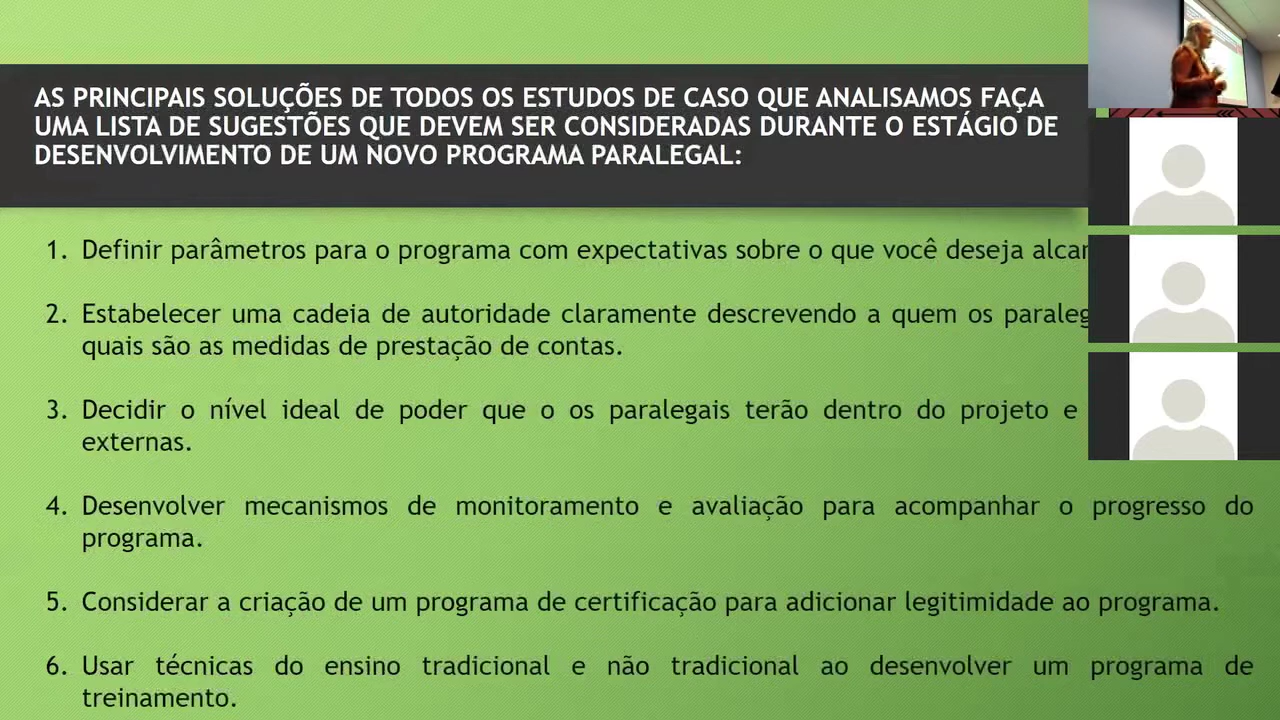 AS PRINCIPAIS SOLUÇÕES DE TODOS OS ESTUDOS DE CASO QUE ANALISAMOS FAÇA
UMA LISTA DE SUGESTÕES QUE DEVEM SER CONSIDERADAS DURANTE O ESTÁGIO DE
DESENVOLVIMENTO DE UM NOVO PROGRAMA PARALEGAL:
1. Definir parâmetros para o programa com expectativas sobre o que você deseja
2. Estabelecer uma cadeia de autoridade claramente descrevendo a quem os
quais são as medidas de prestação de contas.
3. Decidir o nível ideal de poder que o os paralegais terão dentro do projeto e
externas.
4. Desenvolver mecanismos de monitoramento e avaliação para acompanhar o progresso do
programa.
5. Considerar a criação de um programa de certificação para adicionar legitimidade ao programa.
6. Usar técnicas do ensino tradicional e não tradicional ao desenvolver um programa de
treinamento.